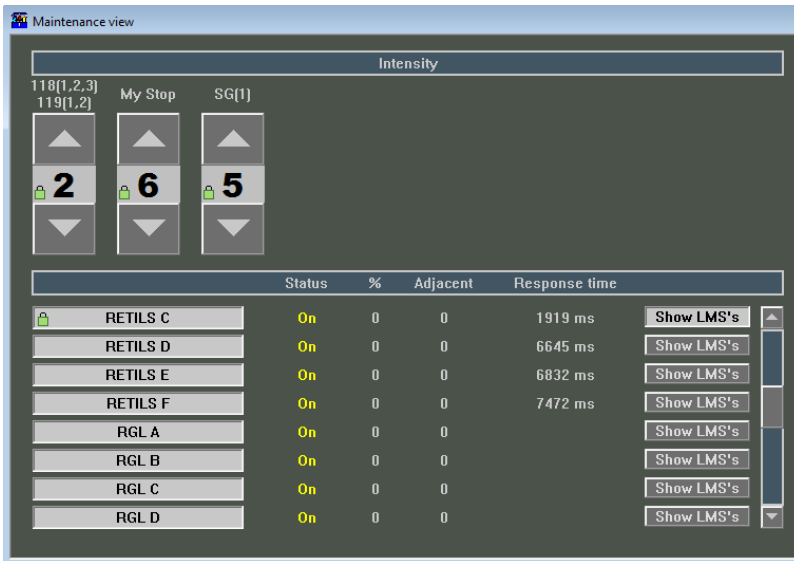 Maintenance view
Intensity
118(1,2,3)
119(1,2)
My Stop
SG(1)
2
6
5
Status % Adjacent Response time
RETILS C On 0 0 1919 ms Show LMS's
RETILS D On 0 0 6645 ms Show LMS's
RETILS E On 0 0 6832 ms Show LMS's
RETILS F On 0 0 7472 ms Show LMS's
RGL A On 0 0 Show LMS's
RGL B On 0 0 Show LMS's
RGL C On 0 0 Show LMS's
RGL D On 0 0 Show LMS's